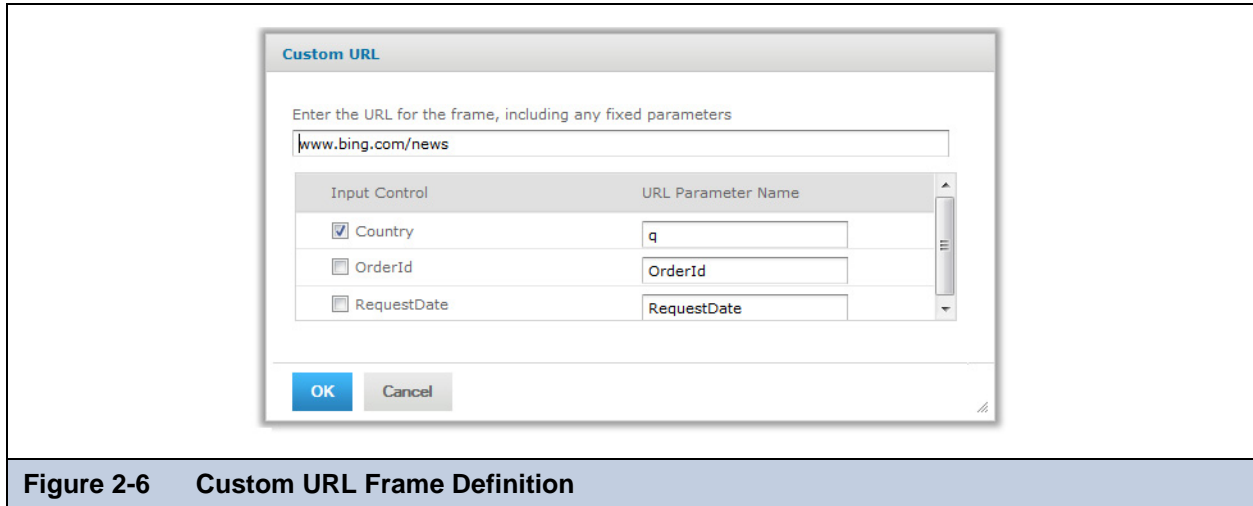 Custom URL
Enter the URL for the frame, including any fixed parameters
www.bing.com/news
Input Control URL Parameter Name
Country q
OrderId OrderId
RequestDate RequestDate
OK Cancel
Figure 2-6 Custom URL Frame Definition